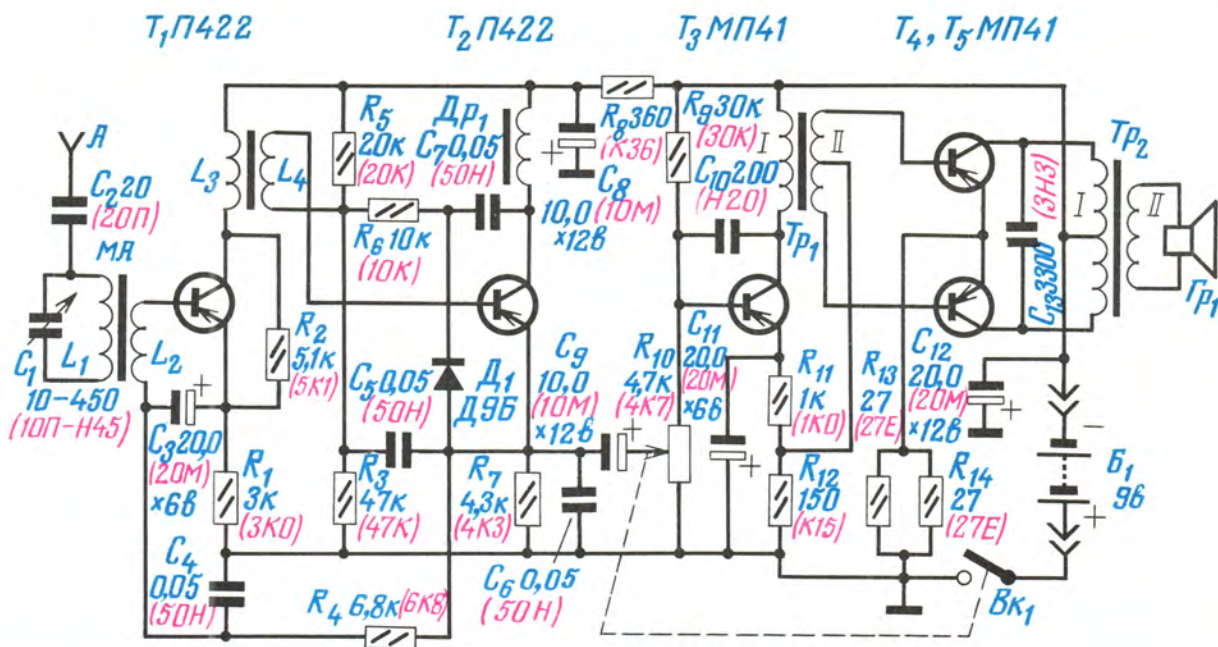 T₁П422
T₂П422
T₃МП41
T₄, T₅МП41
А
C₂20
(20П)
МА
C₁
10-450
(10П-Н45)
L₁
L₂
L₃
L₄
C₃20,0
(20М)
×6в
R₁
3к
(3К0)
C₄
0,05
(50Н)
R₂
5,1к
(5К1)
R₅
20к
(20К)
R₆10к
(10К)
C₅0,05
(50Н)
R₃
47к
(47К)
R₄6,8к(6К8)
Др₁
C₇0,05
(50Н)
Д₁
Д9Б
R₇
4,3к
(4К3)
C₈
10,0(10М)
×12в
+
R₈360
(К36)
C₉
10,0
(10М)
×12в
+
C₆0,05
(50Н)
R₉30к
(30К)
C₁₀200
(Н20)
I
II
Тр₁
R₁₀
4,7к
(4К7)
C₁₁
20,0
(20М)
×6в
+
R₁₁
1к
(1К0)
R₁₂
150
(К15)
R₁₃
27
(27Е)
R₁₄
27
(27Е)
C₁₂
20,0
(20М)
×12в
+
C₁₃3300
(3Н3)
Тр₂
I
II
Гр₁
Б₁
9в
-
+
Вк₁
+